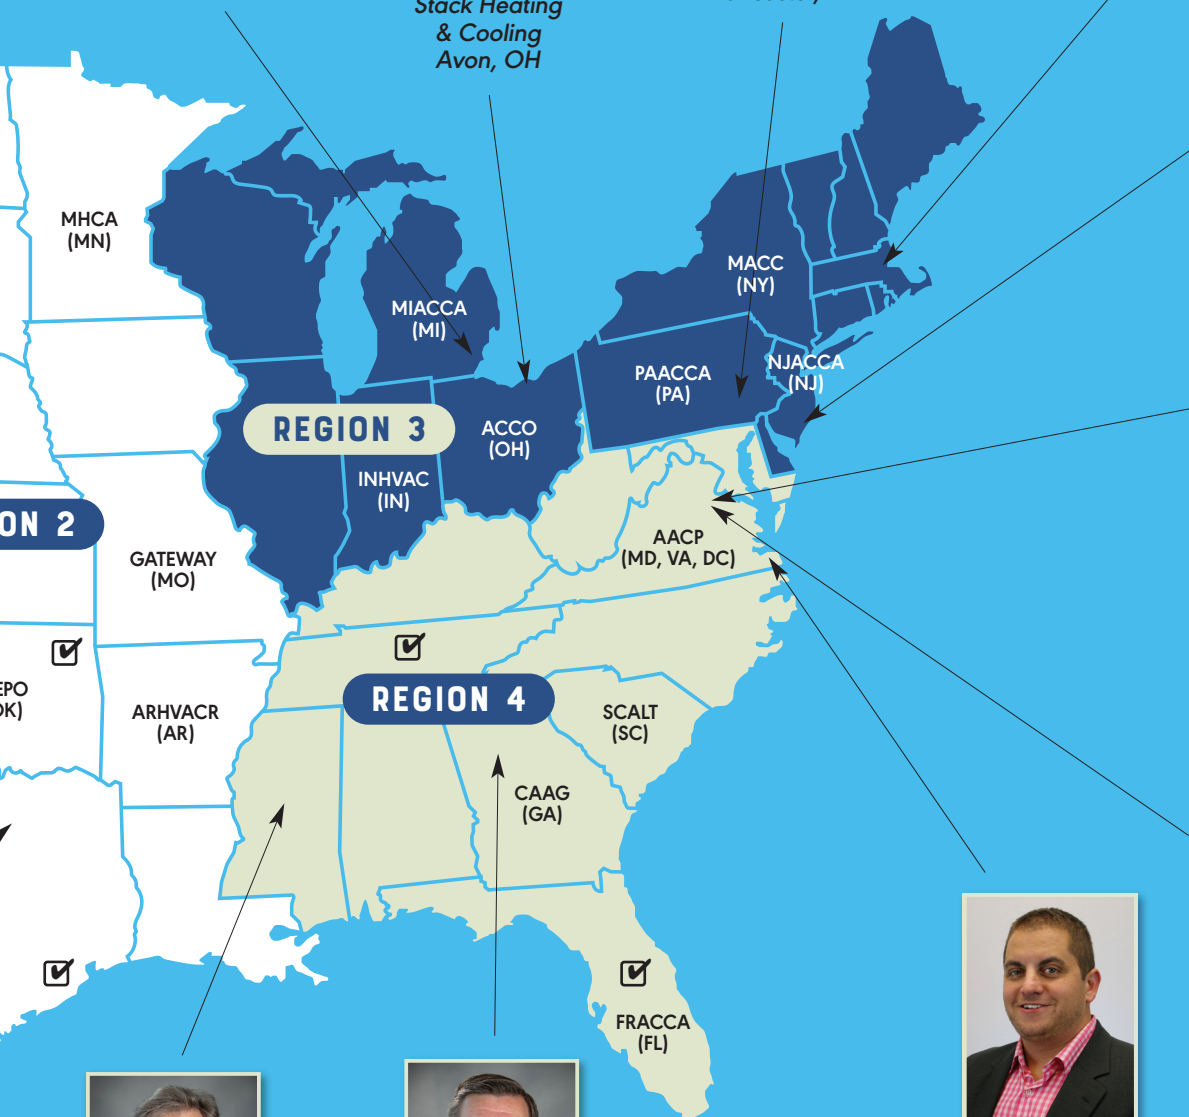 Stack Heating
& Cooling
Avon, OH
MHCA
(MN)
MACC
(NY)
MIACCA
(MI)
NJACCA
(NJ)
PAACCA
(PA)
REGION 3
ACCO
(OH)
INHVAC
(IN)
ON 2
AACP
(MD, VA, DC)
GATEWAY
(MO)
EPO
OK)
REGION 4
ARHVACR
(AR)
SCALT
(SC)
CAAG
(GA)
FRACCA
(FL)